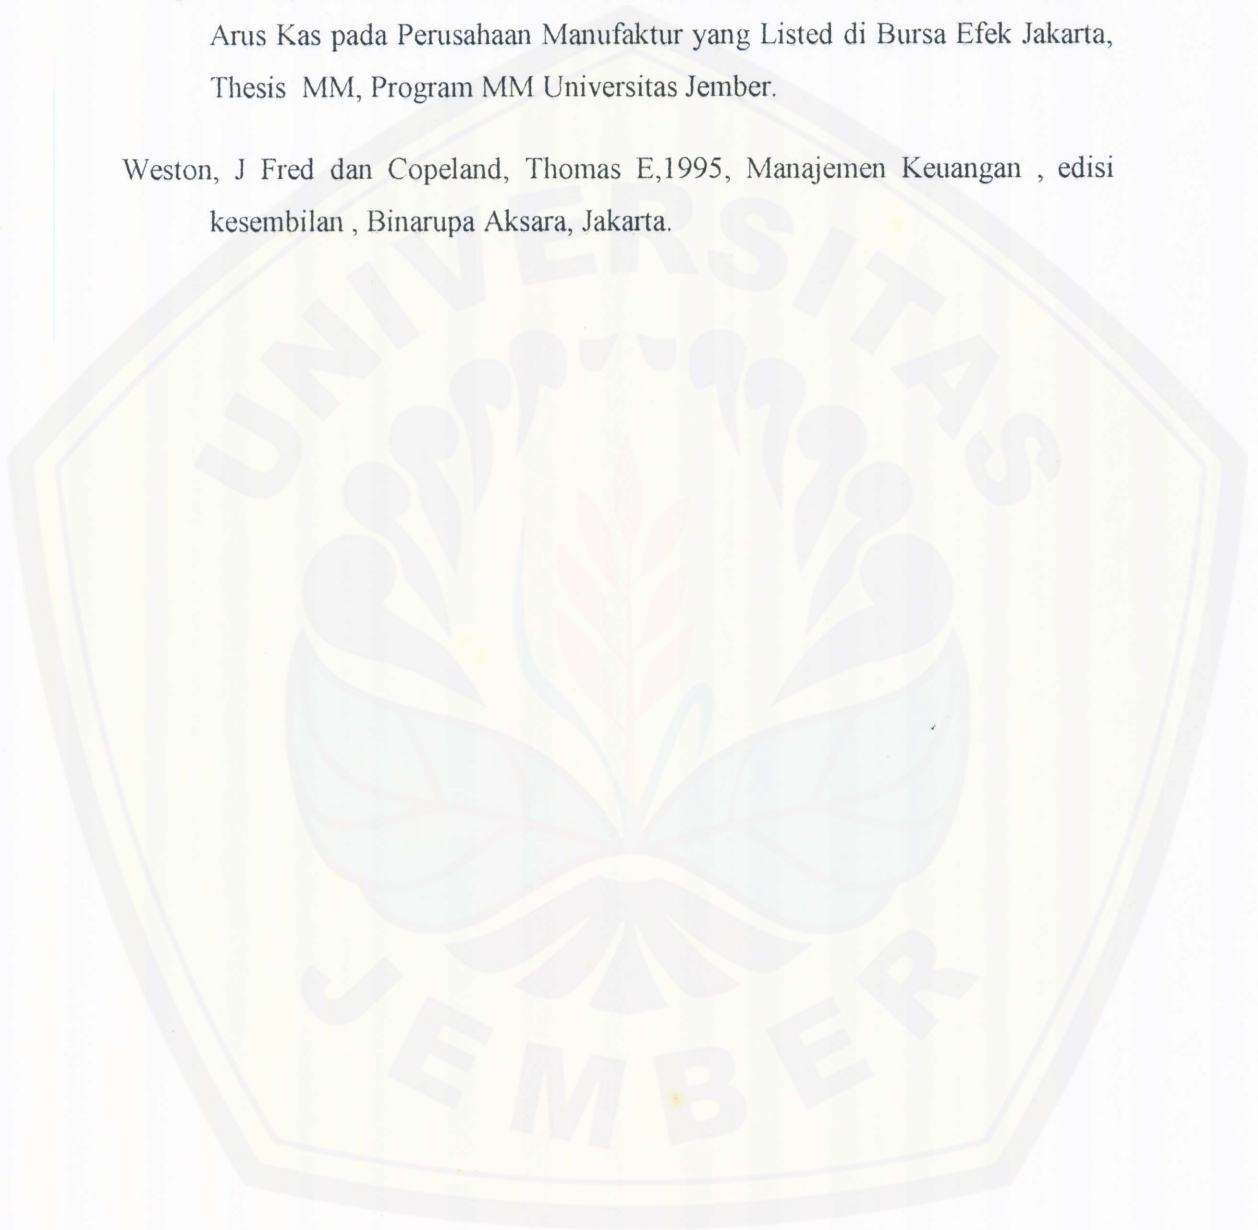 Arus Kas pada Perusahaan Manufaktur yang Listed di Bursa Efek Jakarta,
Thesis MM, Program MM Universitas Jember.
Weston, J Fred dan Copeland, Thomas E,1995, Manajemen Keuangan , edisi
kesembilan , Binarupa Aksara, Jakarta.
UNIVERSITAS
JEMBER